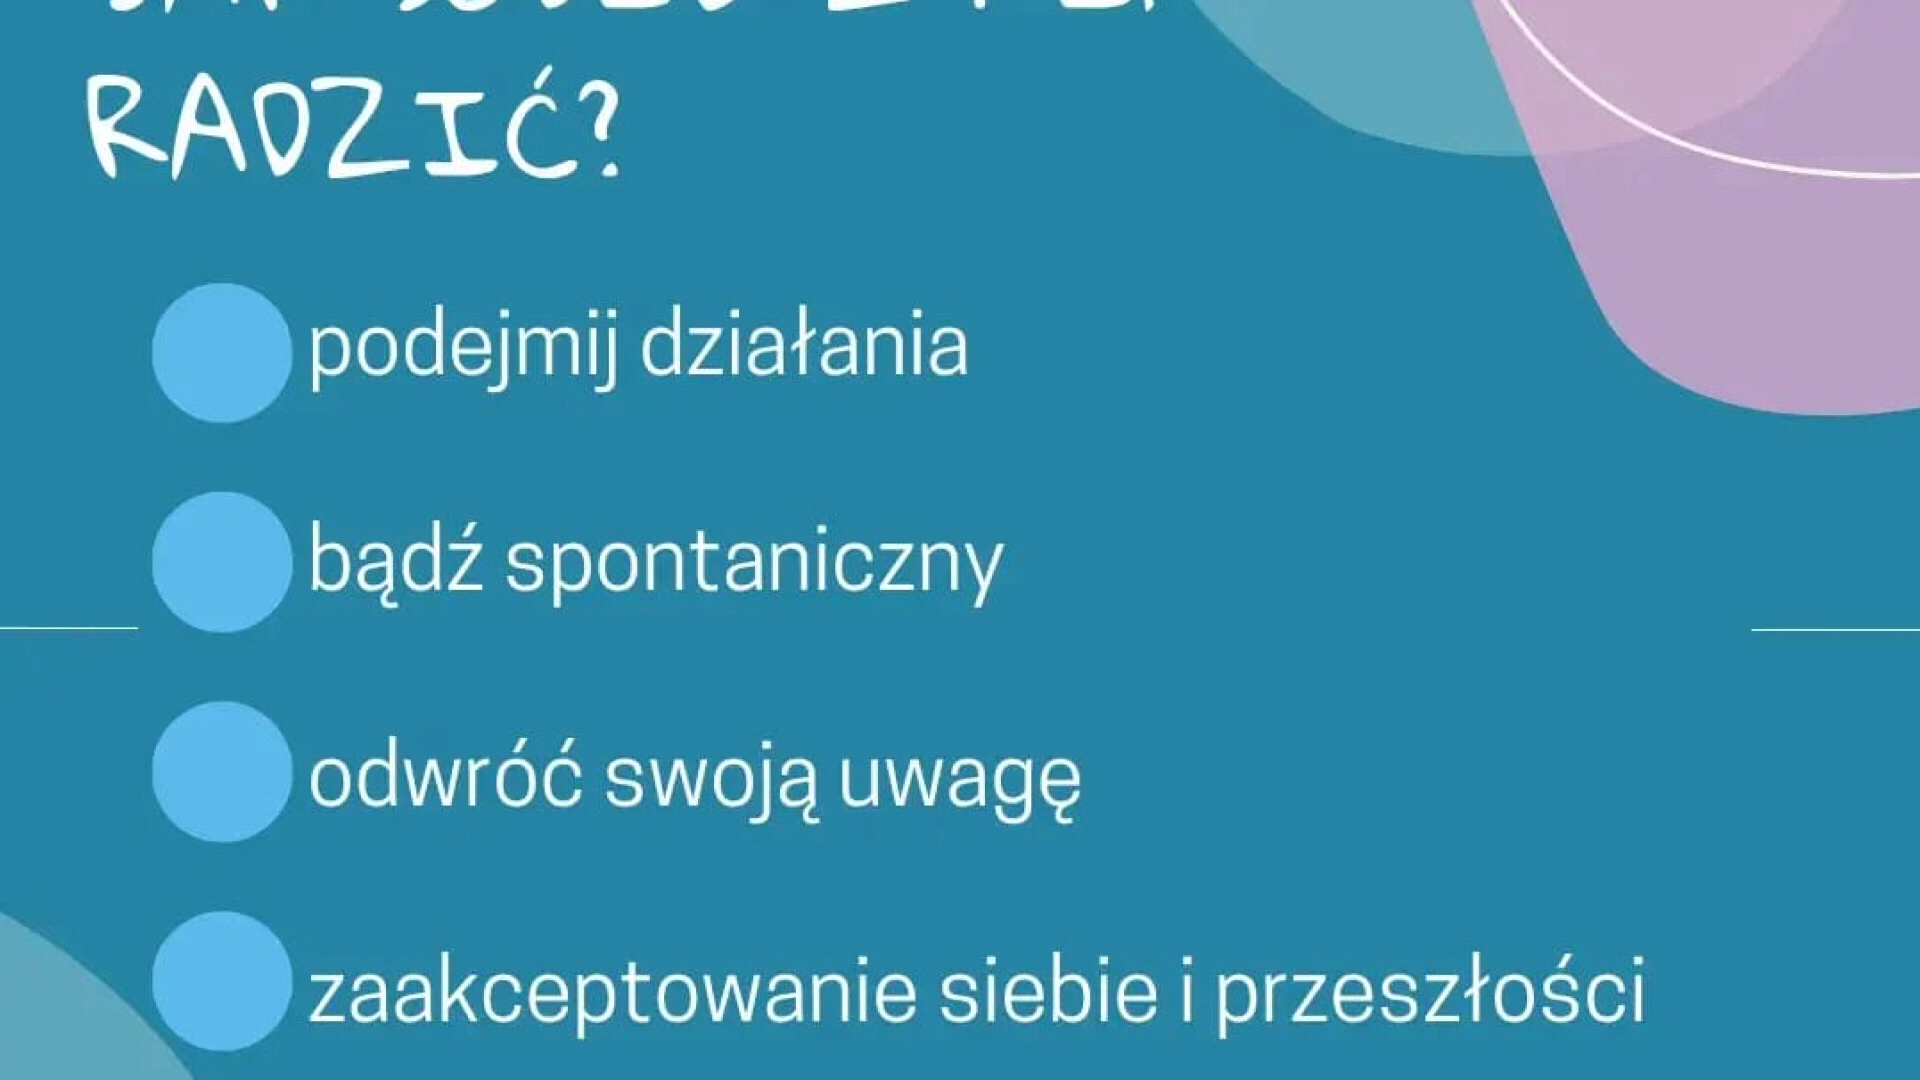 RADZIĆ?
podejmij działania
bądź spontaniczny
odwróć swoją uwagę
zaakceptowanie siebie i przeszłości